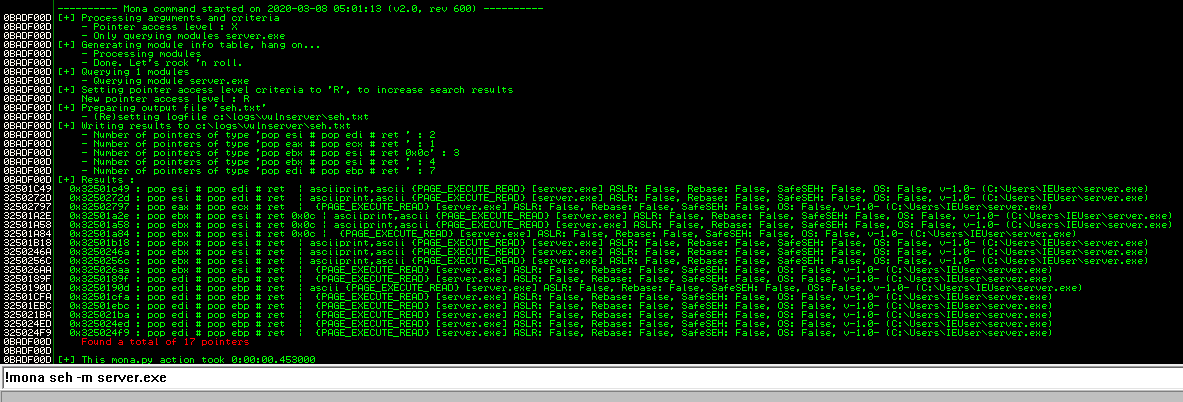 ---------- Mona command started on 2020-03-08 05:01:13 (v2.0, rev 600) ----------
0BADF00D [+] Processing arguments and criteria
0BADF00D - Pointer access level : X
0BADF00D - Only querying modules server.exe
0BADF00D [+] Generating module info table, hang on...
0BADF00D - Processing modules
0BADF00D - Done. Let's rock 'n roll.
0BADF00D [+] Querying 1 modules
0BADF00D - Querying module server.exe
0BADF00D [+] Setting pointer access level criteria to 'R', to increase search results
0BADF00D New pointer access level : R
0BADF00D [+] Preparing output file 'seh.txt'
0BADF00D - (Re)setting logfile c:\logs\vulnserver\seh.txt
0BADF00D [+] Writing results to c:\logs\vulnserver\seh.txt
0BADF00D - Number of pointers of type 'pop esi # pop edi # ret ' : 2
0BADF00D - Number of pointers of type 'pop eax # pop ecx # ret ' : 1
0BADF00D - Number of pointers of type 'pop ebx # pop esi # ret 0x0c' : 3
0BADF00D - Number of pointers of type 'pop ebx # pop esi # ret ' : 4
0BADF00D - Number of pointers of type 'pop edi # pop ebp # ret ' : 7
0BADF00D [+] Results :
32501C49 0x32501c49 : pop esi # pop edi # ret | asciiprint,ascii {PAGE_EXECUTE_READ} [server.exe] ASLR: False, Rebase: False, SafeSEH: False, OS: False, v-1.0- (C:\Users\IEUser\server.exe)
3250272D 0x3250272d : pop esi # pop edi # ret | asciiprint,ascii {PAGE_EXECUTE_READ} [server.exe] ASLR: False, Rebase: False, SafeSEH: False, OS: False, v-1.0- (C:\Users\IEUser\server.exe)
32502797 0x32502797 : pop eax # pop ecx # ret | {PAGE_EXECUTE_READ} [server.exe] ASLR: False, Rebase: False, SafeSEH: False, OS: False, v-1.0- (C:\Users\IEUser\server.exe)
32501A2E 0x32501a2e : pop ebx # pop esi # ret 0x0c | asciiprint,ascii {PAGE_EXECUTE_READ} [server.exe] ASLR: False, Rebase: False, SafeSEH: False, OS: False, v-1.0- (C:\Users\IEUser\server.exe)
32501A58 0x32501a58 : pop ebx # pop esi # ret 0x0c | asciiprint,ascii {PAGE_EXECUTE_READ} [server.exe] ASLR: False, Rebase: False, SafeSEH: False, OS: False, v-1.0- (C:\Users\IEUser\server.exe)
32501A84 0x32501a84 : pop ebx # pop esi # ret 0x0c | {PAGE_EXECUTE_READ} [server.exe] ASLR: False, Rebase: False, SafeSEH: False, OS: False, v-1.0- (C:\Users\IEUser\server.exe)
32501B18 0x32501b18 : pop ebx # pop esi # ret | asciiprint,ascii {PAGE_EXECUTE_READ} [server.exe] ASLR: False, Rebase: False, SafeSEH: False, OS: False, v-1.0- (C:\Users\IEUser\server.exe)
3250246A 0x3250246a : pop ebx # pop esi # ret | asciiprint,ascii {PAGE_EXECUTE_READ} [server.exe] ASLR: False, Rebase: False, SafeSEH: False, OS: False, v-1.0- (C:\Users\IEUser\server.exe)
3250256C 0x3250256c : pop ebx # pop esi # ret | asciiprint,ascii {PAGE_EXECUTE_READ} [server.exe] ASLR: False, Rebase: False, SafeSEH: False, OS: False, v-1.0- (C:\Users\IEUser\server.exe)
325026AA 0x325026aa : pop ebx # pop esi # ret | {PAGE_EXECUTE_READ} [server.exe] ASLR: False, Rebase: False, SafeSEH: False, OS: False, v-1.0- (C:\Users\IEUser\server.exe)
3250189F 0x3250189f : pop edi # pop ebp # ret | {PAGE_EXECUTE_READ} [server.exe] ASLR: False, Rebase: False, SafeSEH: False, OS: False, v-1.0- (C:\Users\IEUser\server.exe)
3250190D 0x3250190d : pop edi # pop ebp # ret | ascii {PAGE_EXECUTE_READ} [server.exe] ASLR: False, Rebase: False, SafeSEH: False, OS: False, v-1.0- (C:\Users\IEUser\server.exe)
32501CFA 0x32501cfa : pop edi # pop ebp # ret | {PAGE_EXECUTE_READ} [server.exe] ASLR: False, Rebase: False, SafeSEH: False, OS: False, v-1.0- (C:\Users\IEUser\server.exe)
32501EBC 0x32501ebc : pop edi # pop ebp # ret | {PAGE_EXECUTE_READ} [server.exe] ASLR: False, Rebase: False, SafeSEH: False, OS: False, v-1.0- (C:\Users\IEUser\server.exe)
325021BA 0x325021ba : pop edi # pop ebp # ret | {PAGE_EXECUTE_READ} [server.exe] ASLR: False, Rebase: False, SafeSEH: False, OS: False, v-1.0- (C:\Users\IEUser\server.exe)
325024ED 0x325024ed : pop edi # pop ebp # ret | {PAGE_EXECUTE_READ} [server.exe] ASLR: False, Rebase: False, SafeSEH: False, OS: False, v-1.0- (C:\Users\IEUser\server.exe)
325024F9 0x325024f9 : pop edi # pop ebp # ret | {PAGE_EXECUTE_READ} [server.exe] ASLR: False, Rebase: False, SafeSEH: False, OS: False, v-1.0- (C:\Users\IEUser\server.exe)
0BADF00D Found a total of 17 pointers
0BADF00D
0BADF00D [+] This mona.py action took 0:00:00.453000
!mona seh -m server.exe